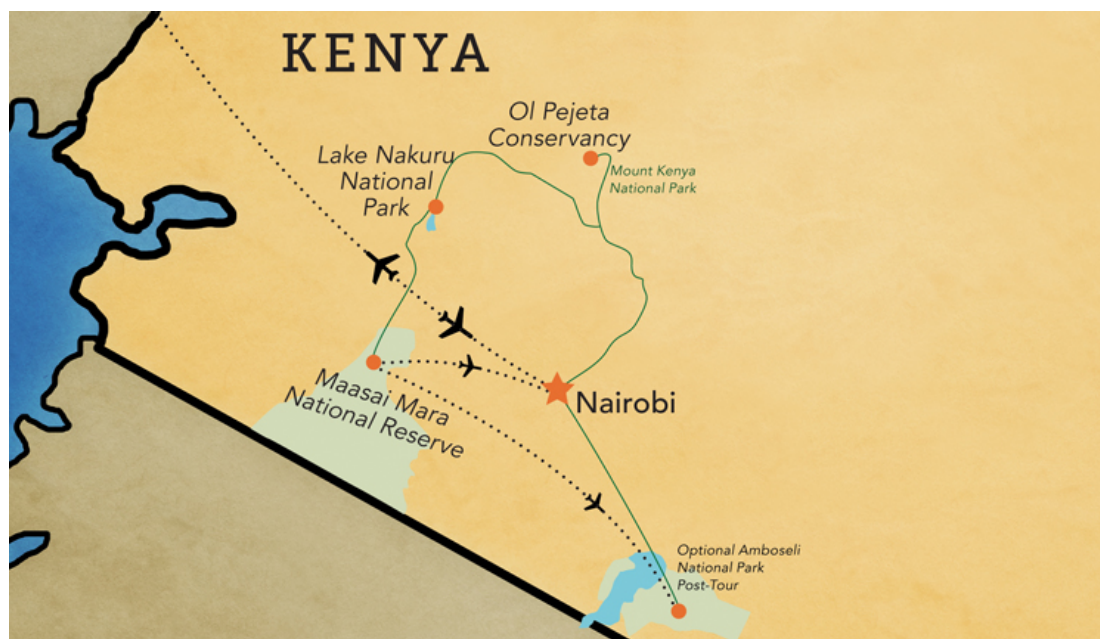 KENYA
Ol Pejeta
Conservancy
Mount Kenya
National Park
Lake Nakuru
National
Park
Maasai Mara
National Reserve
Nairobi
Optional Amboseli
National Park
Post-Tour